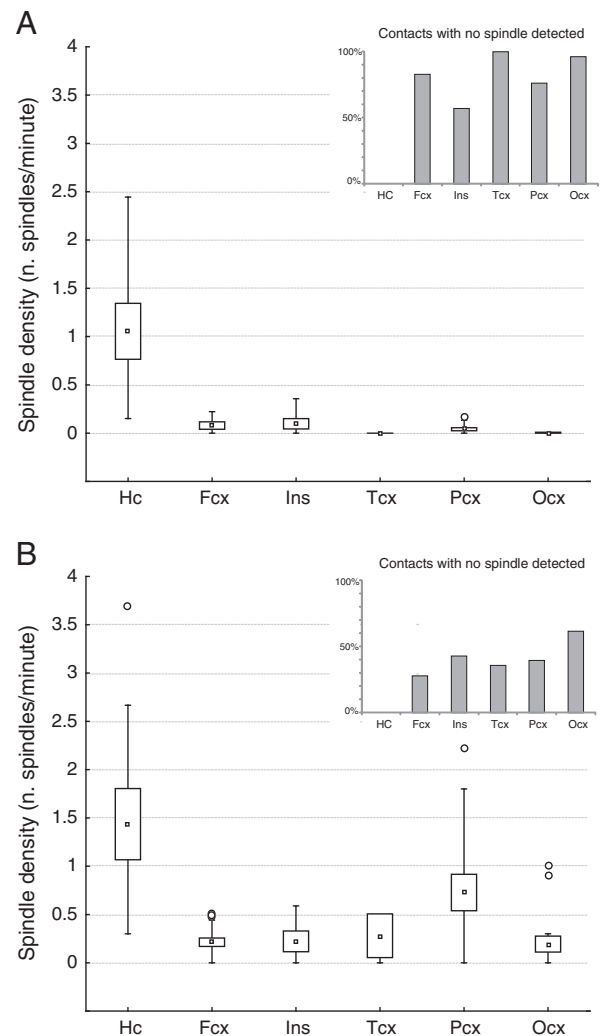 A
Contacts with no spindle detected
100%
50%
0%
HC Fcx Ins Tcx Pcx Ocx
Spindle density (n. spindles/minute)
4
3.5
3
2.5
2
1.5
1
0.5
0
Hc Fcx Ins Tcx Pcx Ocx
B
Contacts with no spindle detected
100%
50%
0%
HC Fcx Ins Tcx Pcx Ocx
Spindle density (n. spindles/minute)
4
3.5
3
2.5
2
1.5
1
0.5
0
Hc Fcx Ins Tcx Pcx Ocx